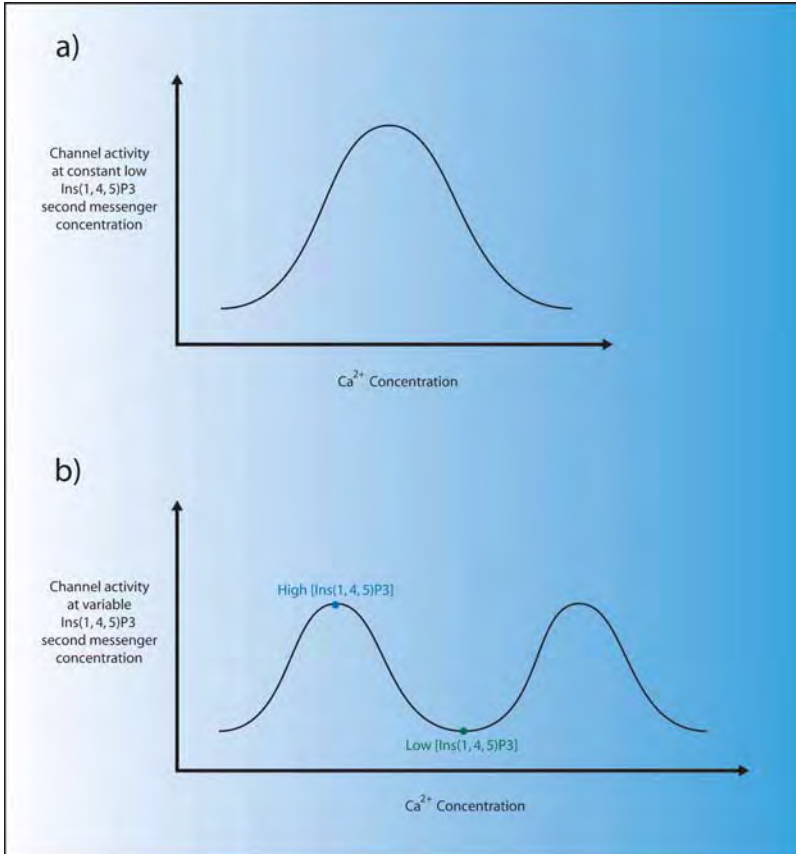 a)
Channel activity
at constant low
Ins(1, 4, 5)P3
second messenger
concentration
Ca2+ Concentration
b)
Channel activity
at variable
Ins(1, 4, 5)P3
second messenger
concentration
High [Ins(1, 4, 5)P3]
Low [Ins(1, 4, 5)P3]
Ca2+ Concentration